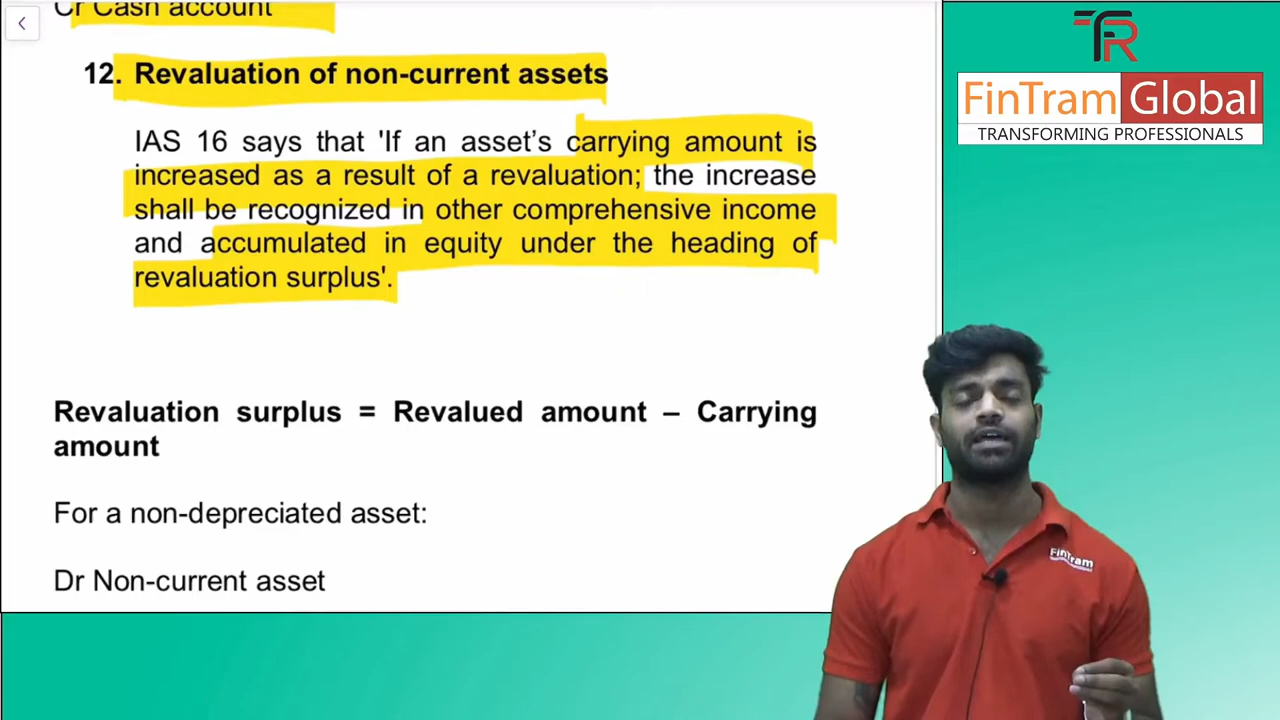 Cr Cash account
12. Revaluation of non-current assets
IAS 16 says that 'If an asset’s carrying amount is
increased as a result of a revaluation; the increase
shall be recognized in other comprehensive income
and accumulated in equity under the heading of
revaluation surplus'.
Revaluation surplus = Revalued amount – Carrying
amount
For a non-depreciated asset:
Dr Non-current asset
FinTram Global
TRANSFORMING PROFESSIONALS
FinTram